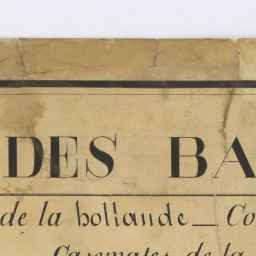 DES BA
de la hollande — Co
Casemates de la